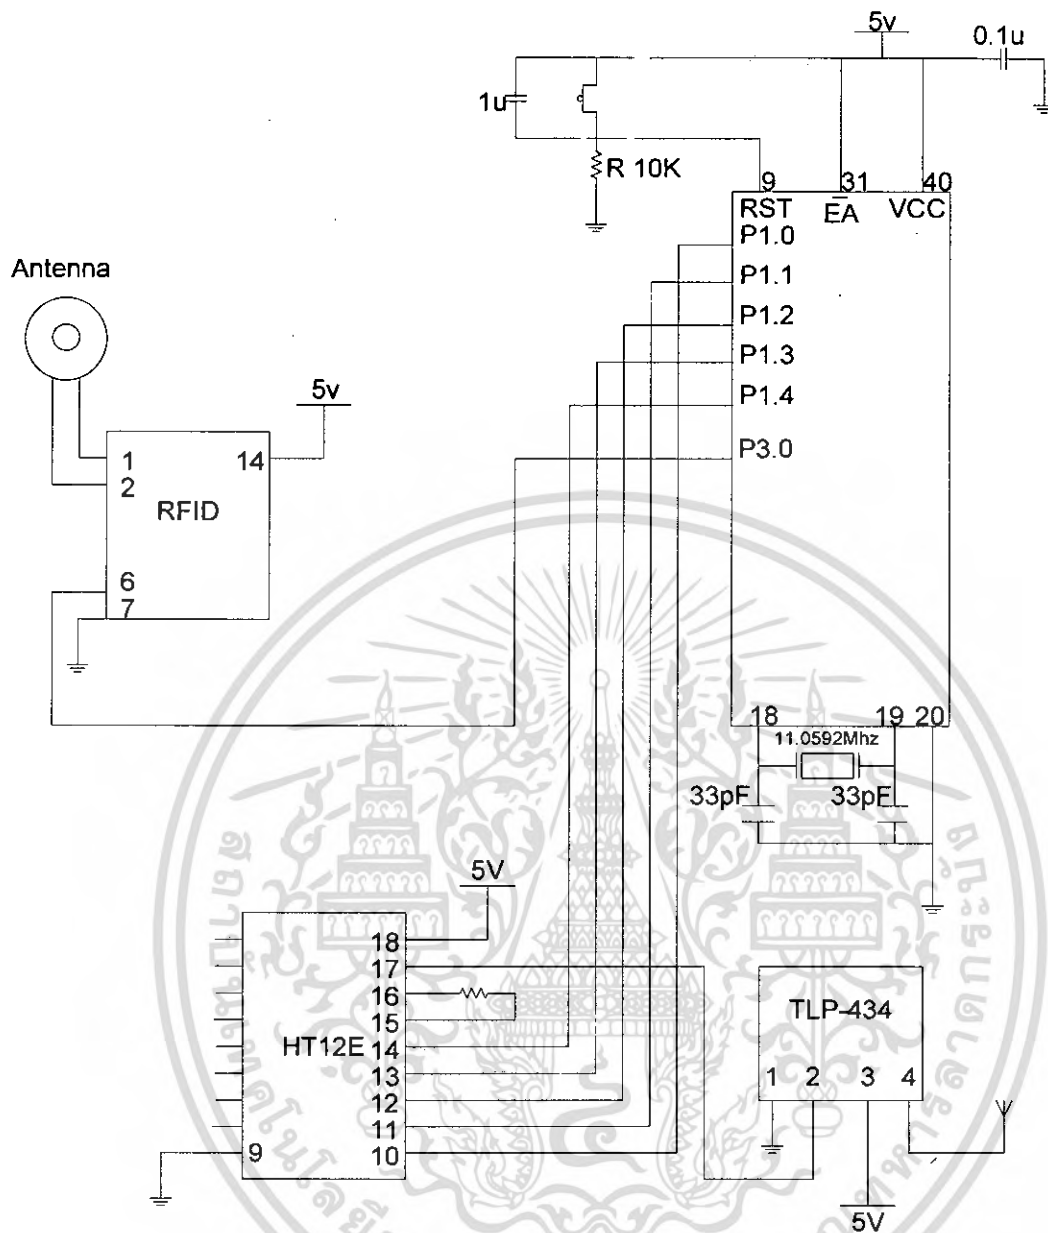 5v
0.1u
1u
R 10K
9 31 40
RST EA VCC
P1.0
P1.1
P1.2
P1.3
P1.4
P3.0
Antenna
5v
1 14
2
RFID
6
7
18 19 20
11.0592Mhz
33pF 33pF
5V
18
17
16
15
HT12E
14
13
12
11
10
9
TLP-434
1 2 3 4
5V